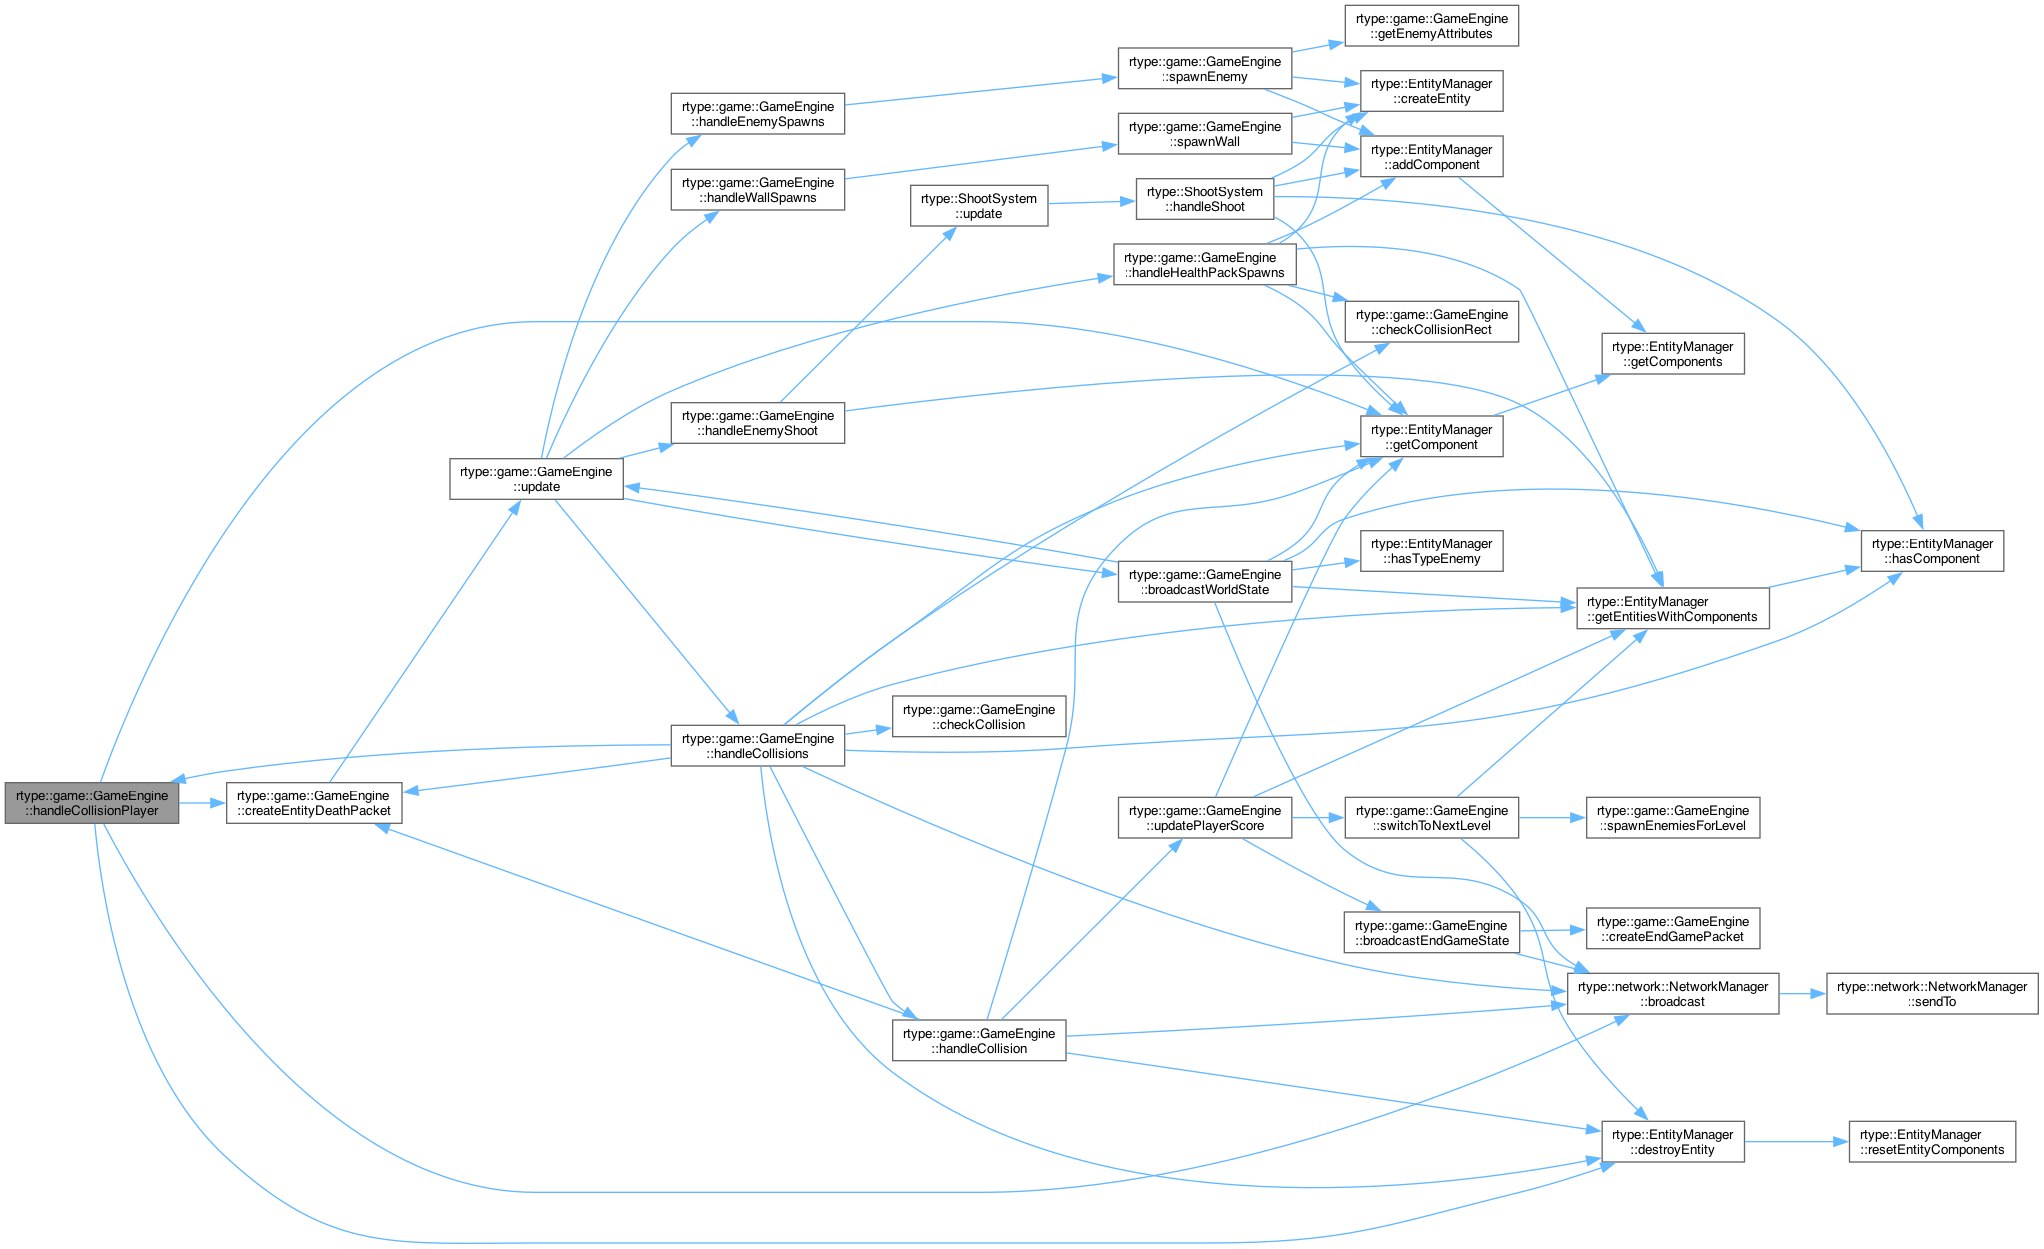 rtype::game::GameEngine
::getEnemyAttributes
rtype::game::GameEngine
::spawnEnemy
rtype::EntityManager
::createEntity
rtype::game::GameEngine
::handleEnemySpawns
rtype::game::GameEngine
::spawnWall
rtype::EntityManager
::addComponent
rtype::game::GameEngine
::handleWallSpawns
rtype::ShootSystem
::update
rtype::ShootSystem
::handleShoot
rtype::game::GameEngine
::handleHealthPackSpawns
rtype::game::GameEngine
::checkCollisionRect
rtype::EntityManager
::getComponents
rtype::game::GameEngine
::handleEnemyShoot
rtype::EntityManager
::getComponent
rtype::game::GameEngine
::update
rtype::EntityManager
::hasTypeEnemy
rtype::EntityManager
::hasComponent
rtype::game::GameEngine
::broadcastWorldState
rtype::EntityManager
::getEntitiesWithComponents
rtype::game::GameEngine
::checkCollision
rtype::game::GameEngine
::handleCollisions
rtype::game::GameEngine
::handleCollisionPlayer
rtype::game::GameEngine
::createEntityDeathPacket
rtype::game::GameEngine
::updatePlayerScore
rtype::game::GameEngine
::switchToNextLevel
rtype::game::GameEngine
::spawnEnemiesForLevel
rtype::game::GameEngine
::broadcastEndGameState
rtype::game::GameEngine
::createEndGamePacket
rtype::network::NetworkManager
::broadcast
rtype::network::NetworkManager
::sendTo
rtype::game::GameEngine
::handleCollision
rtype::EntityManager
::destroyEntity
rtype::EntityManager
::resetEntityComponents